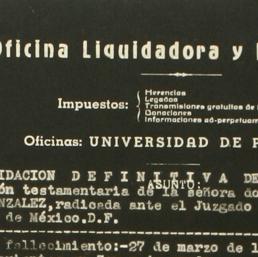 Oficina Liquidadora y
Impuestos:
Herencias
Legados
Transmisiones gratuitas de
Donaciones
Informaciones ad-perpetuam
Oficinas: UNIVERSIDAD DE P
IDACION DEFINITIVA DE
ASUNTO:
ón testamentaria de la señora do
NZALEZ, radicada ante el Juzgado
de México.D.F.
fallecimiento:-27 de marzo de 1